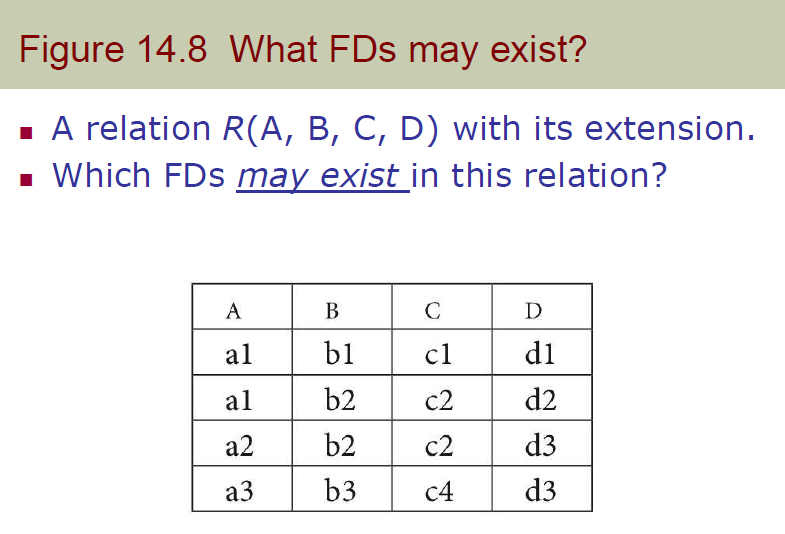 Figure 14.8 What FDs may exist?
A relation R(A, B, C, D) with its extension.
Which FDs may exist in this relation?
A B C D
a1 b1 c1 d1
a1 b2 c2 d2
a2 b2 c2 d3
a3 b3 c4 d3